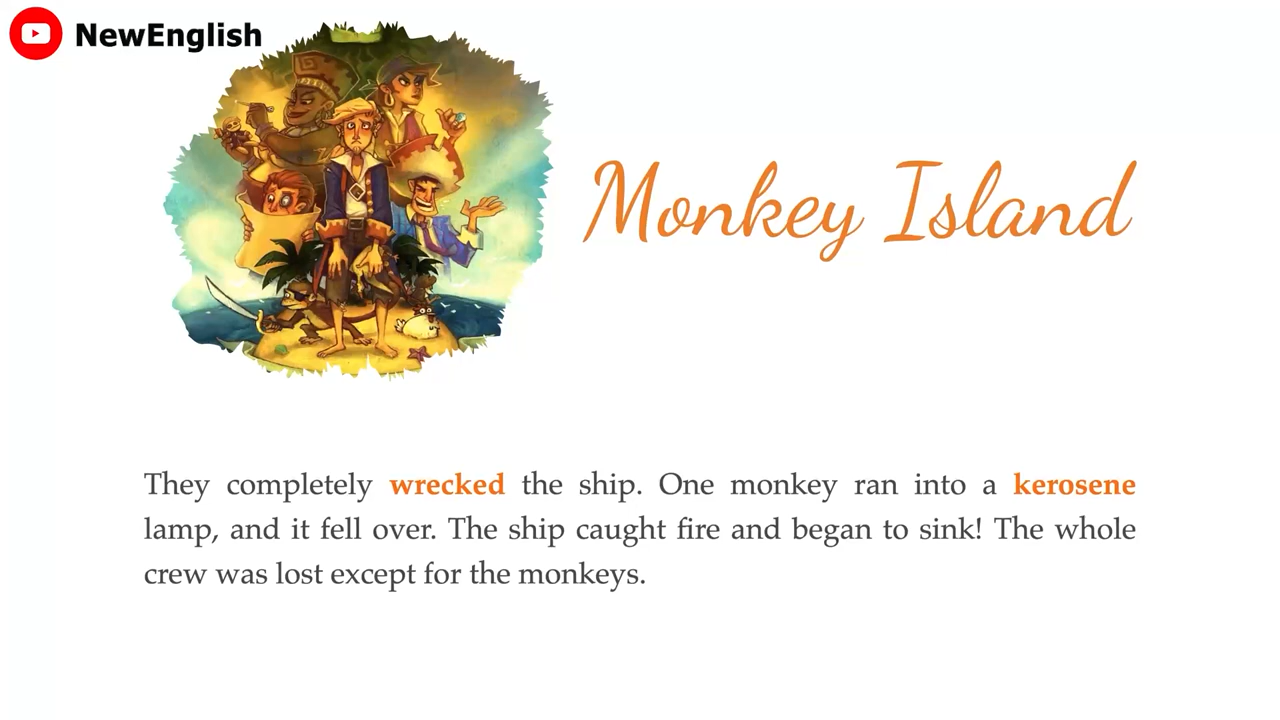 NewEnglish
Monkey Island
They completely wrecked the ship. One monkey ran into a kerosene
lamp, and it fell over. The ship caught fire and began to sink! The whole
crew was lost except for the monkeys.